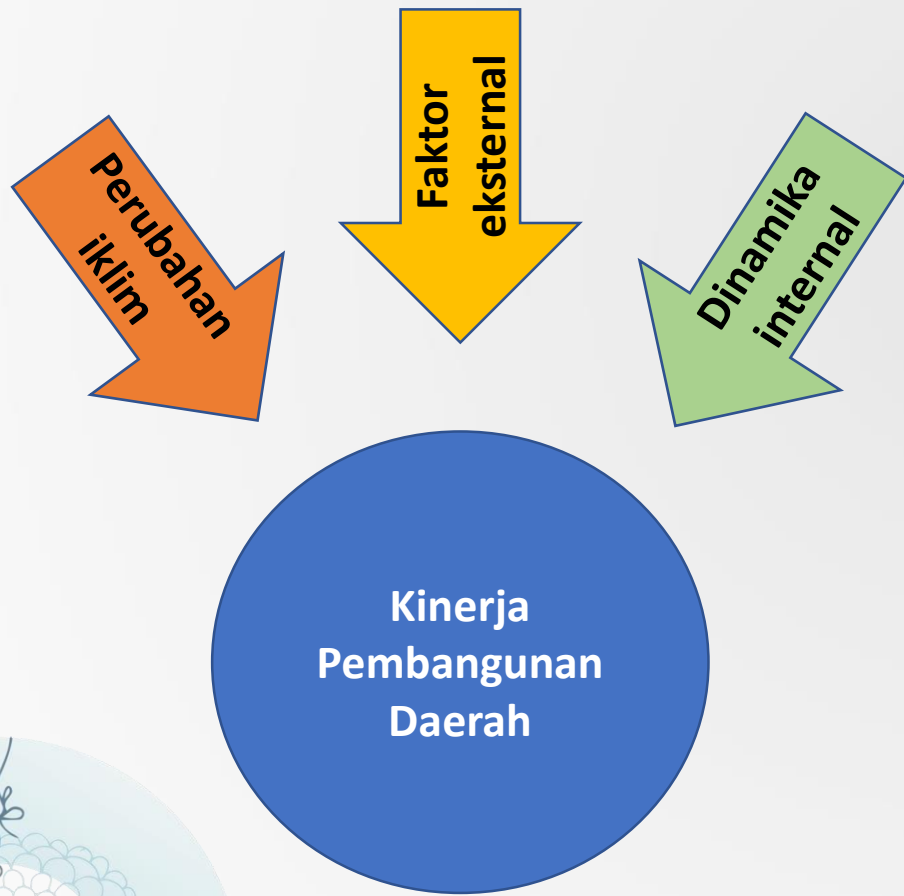 Perubahan
iklim
Faktor
eksternal
Dinamika
internal
Kinerja
Pembangunan
Daerah